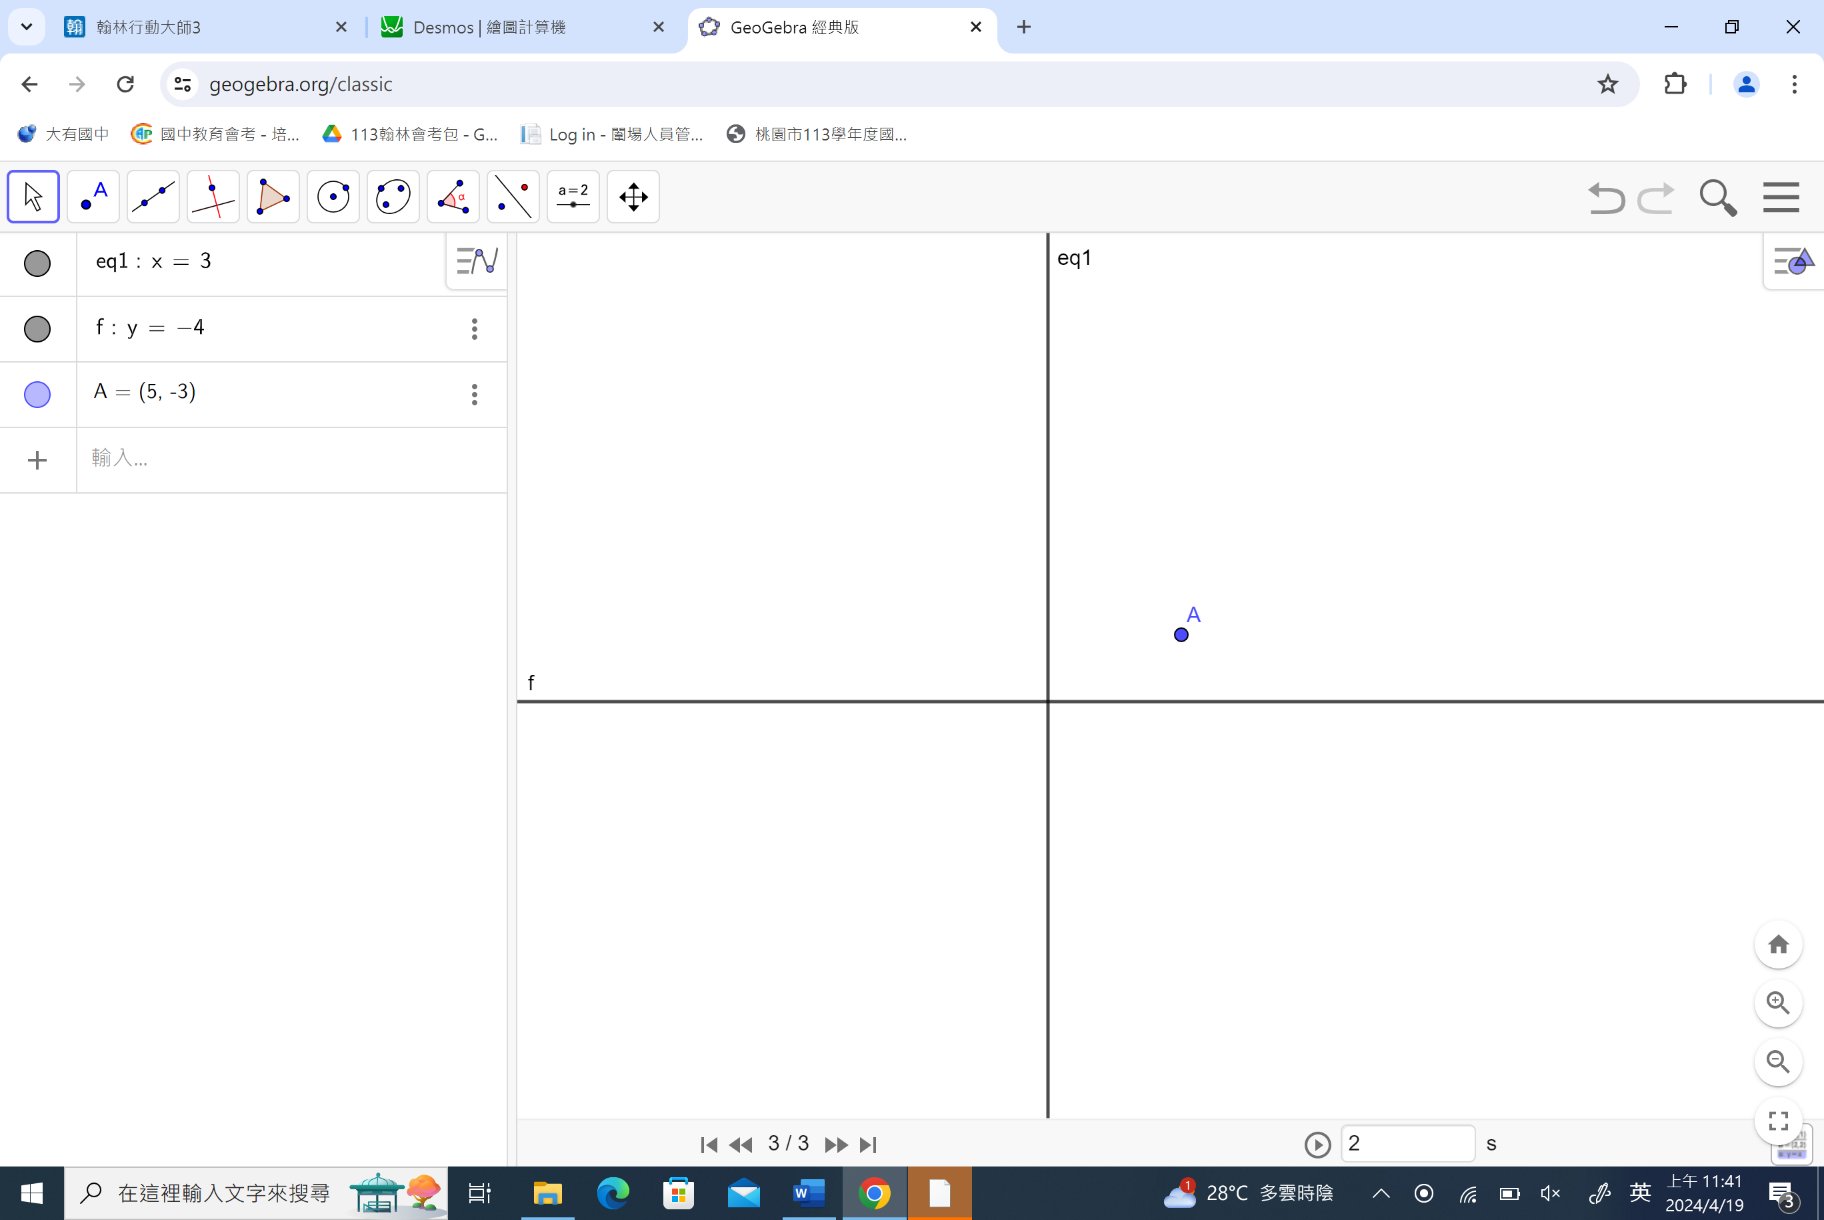 翰林行動大師3
Desmos | 繪圖計算機
GeoGebra 經典版
geogebra.org/classic
大有國中
國中教育會考 - 培...
113翰林會考包 - G...
Log in - 闈場人員管...
桃園市113學年度國...
A
α
a=2
eq1 : x = 3
f : y = −4
A = (5, -3)
輸入...
eq1
A
f
3 / 3
2
s
在這裡輸入文字來搜尋
1
28°C 多雲時陰
英
上午 11:41
2024/4/19
3